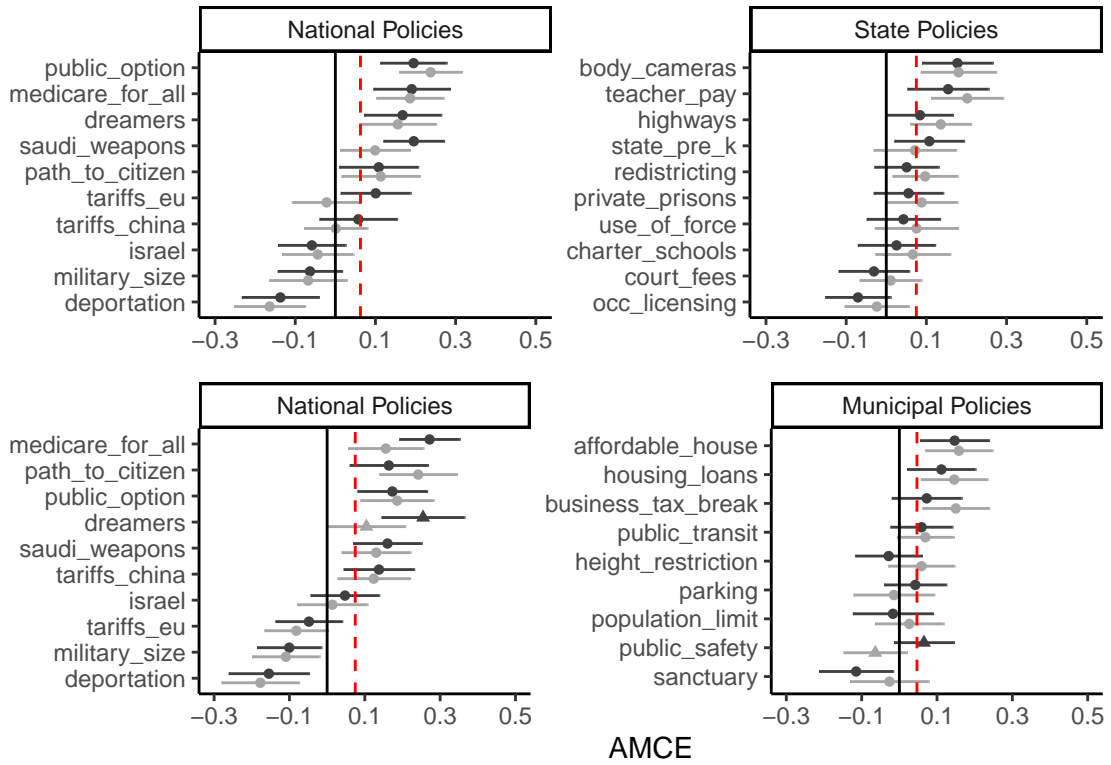 National Policies
public_option
medicare_for_all
dreamers
saudi_weapons
path_to_citizen
tariffs_eu
tariffs_china
israel
military_size
deportation
−0.3 −0.1 0.1 0.3 0.5
State Policies
body_cameras
teacher_pay
highways
state_pre_k
redistricting
private_prisons
use_of_force
charter_schools
court_fees
occ_licensing
−0.3 −0.1 0.1 0.3 0.5
National Policies
medicare_for_all
path_to_citizen
public_option
dreamers
saudi_weapons
tariffs_china
israel
tariffs_eu
military_size
deportation
−0.3 −0.1 0.1 0.3 0.5
Municipal Policies
affordable_house
housing_loans
business_tax_break
public_transit
height_restriction
parking
population_limit
public_safety
sanctuary
−0.3 −0.1 0.1 0.3 0.5
AMCE